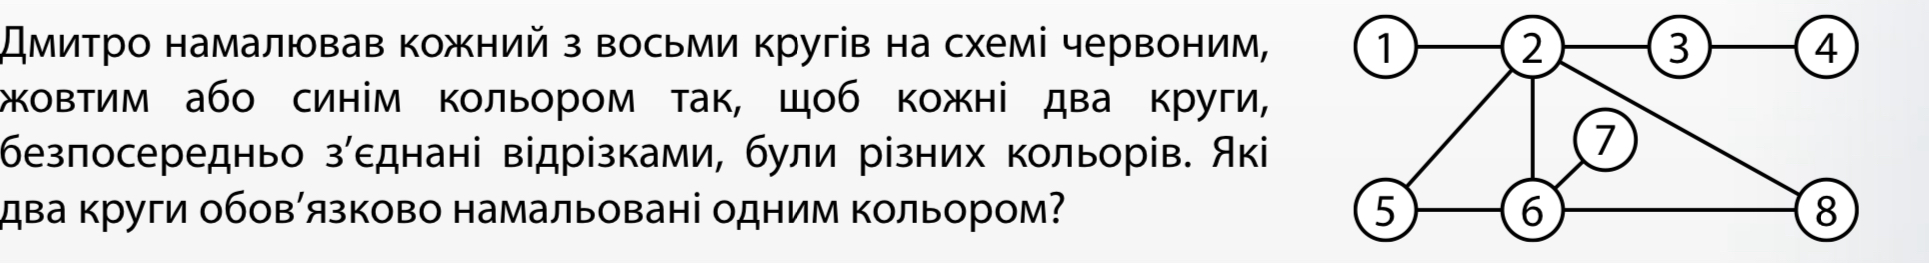 Дмитро намалював кожний з восьми кругів на схемі червоним,
жовтим або синім кольором так, щоб кожні два круги,
безпосередньо з’єднані відрізками, були різних кольорів. Які
два круги обов’язково намальовані одним кольором?
1 2 3 4
7
5 6 8